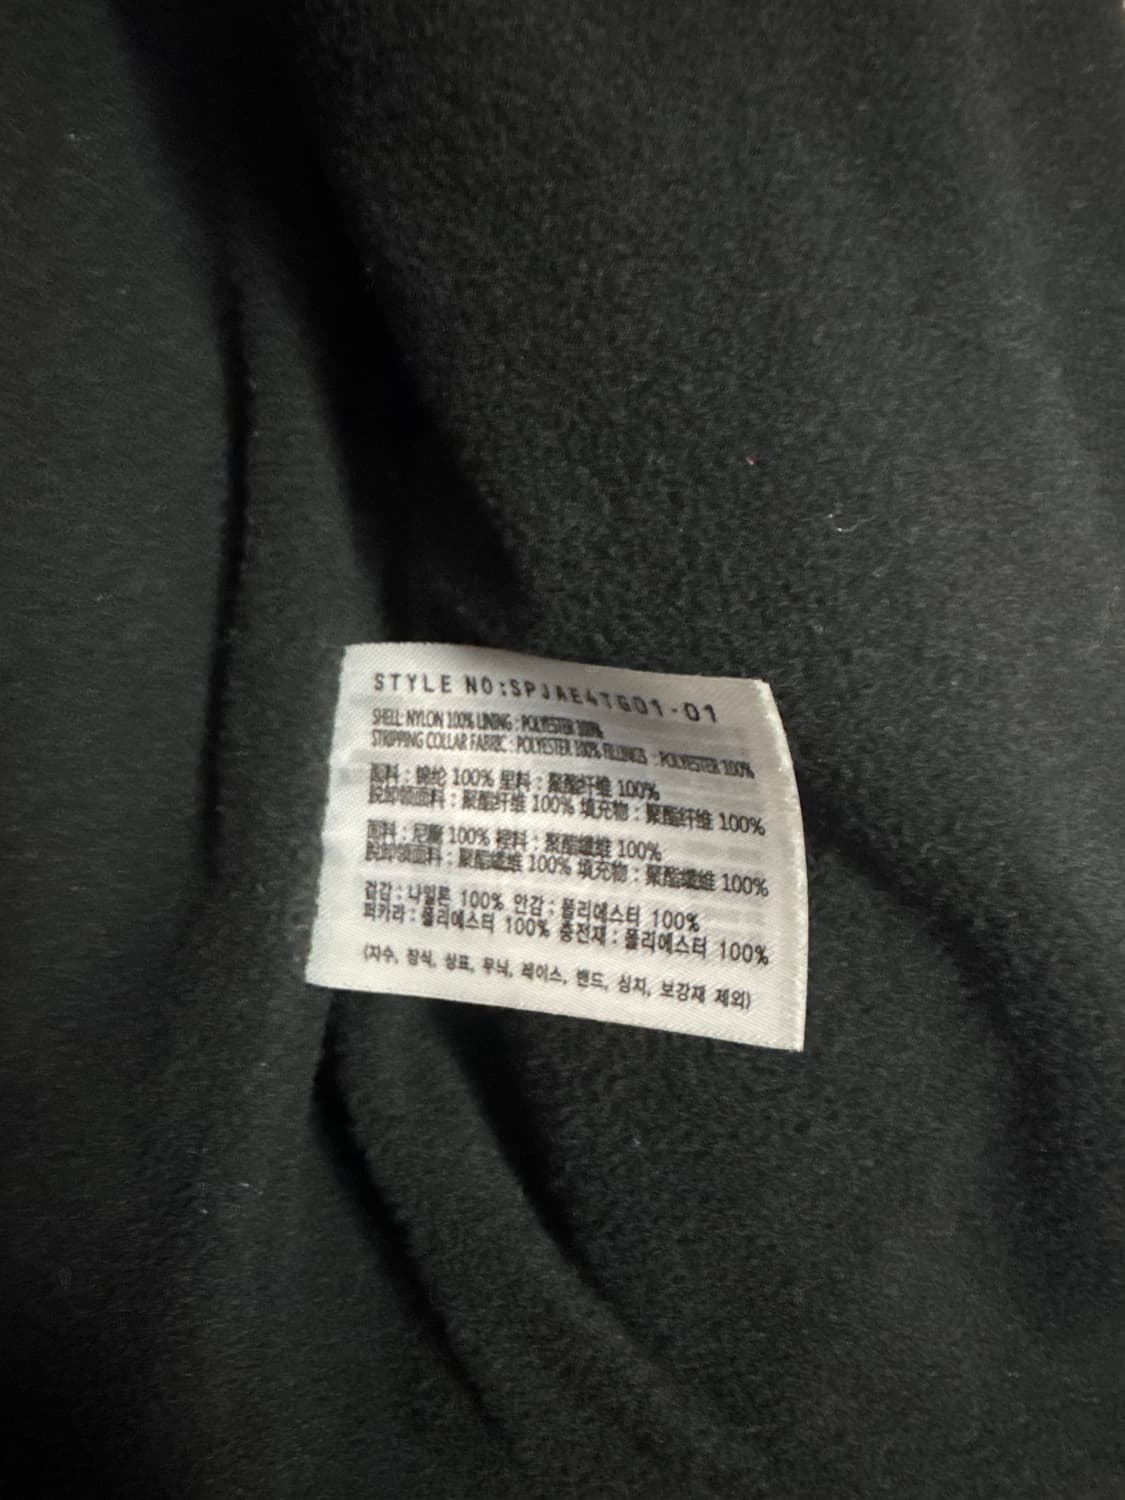 STYLE NO:SPJAE4TG01-01
SHELL:NYLON 100% LINING : POLYESTER 100%
STRIPPING COLLAR FABRIC : POLYESTER 100% FILLINGS : POLYESTER 100%
面料 : 锦纶 100% 里料 : 聚酯纤维 100%
脱卸领面料 : 聚酯纤维 100% 填充物 : 聚酯纤维 100%
面料 : 尼龍 100% 裡料 : 聚酯纖維 100%
脱卸領面料 : 聚酯纖維 100% 填充物 : 聚酯纖維 100%
겉감 : 나일론 100% 안감 : 폴리에스터 100%
퍼카라 : 폴리에스터 100% 충전재 : 폴리에스터 100%
(자수, 장식, 상표, 무늬, 레이스, 밴드, 심지, 보강재 제외)